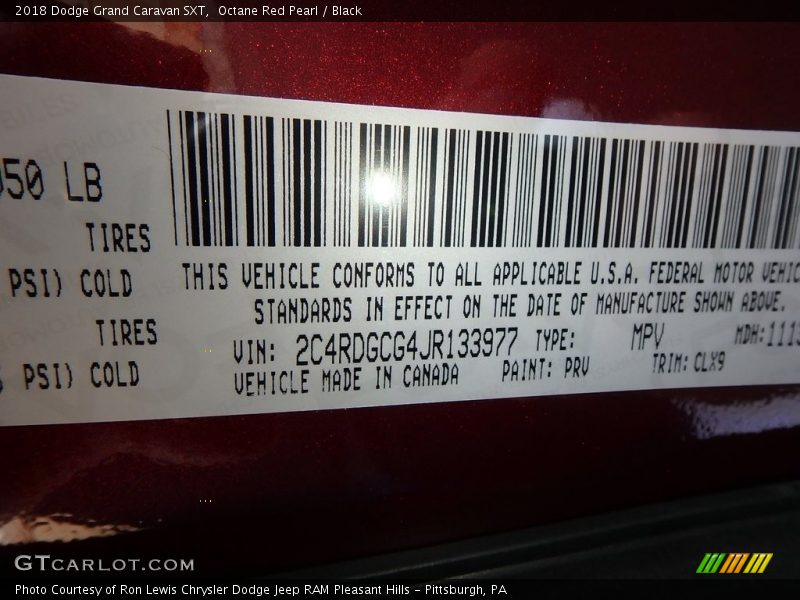 2018 Dodge Grand Caravan SXT, Octane Red Pearl / Black
50 LB
TIRES
PSI) COLD
TIRES
PSI) COLD
THIS VEHICLE CONFORMS TO ALL APPLICABLE U.S.A. FEDERAL MOTOR
STANDARDS IN EFFECT ON THE DATE OF MANUFACTURE SHOWN ABOVE.
VIN: 2C4RDGCG4JR133977 TYPE: MPV MDH:111
VEHICLE MADE IN CANADA PAINT: PRV TRIM: CLX9
GTCARLOT.COM
Photo Courtesy of Ron Lewis Chrysler Dodge Jeep RAM Pleasant Hills - Pittsburgh, PA